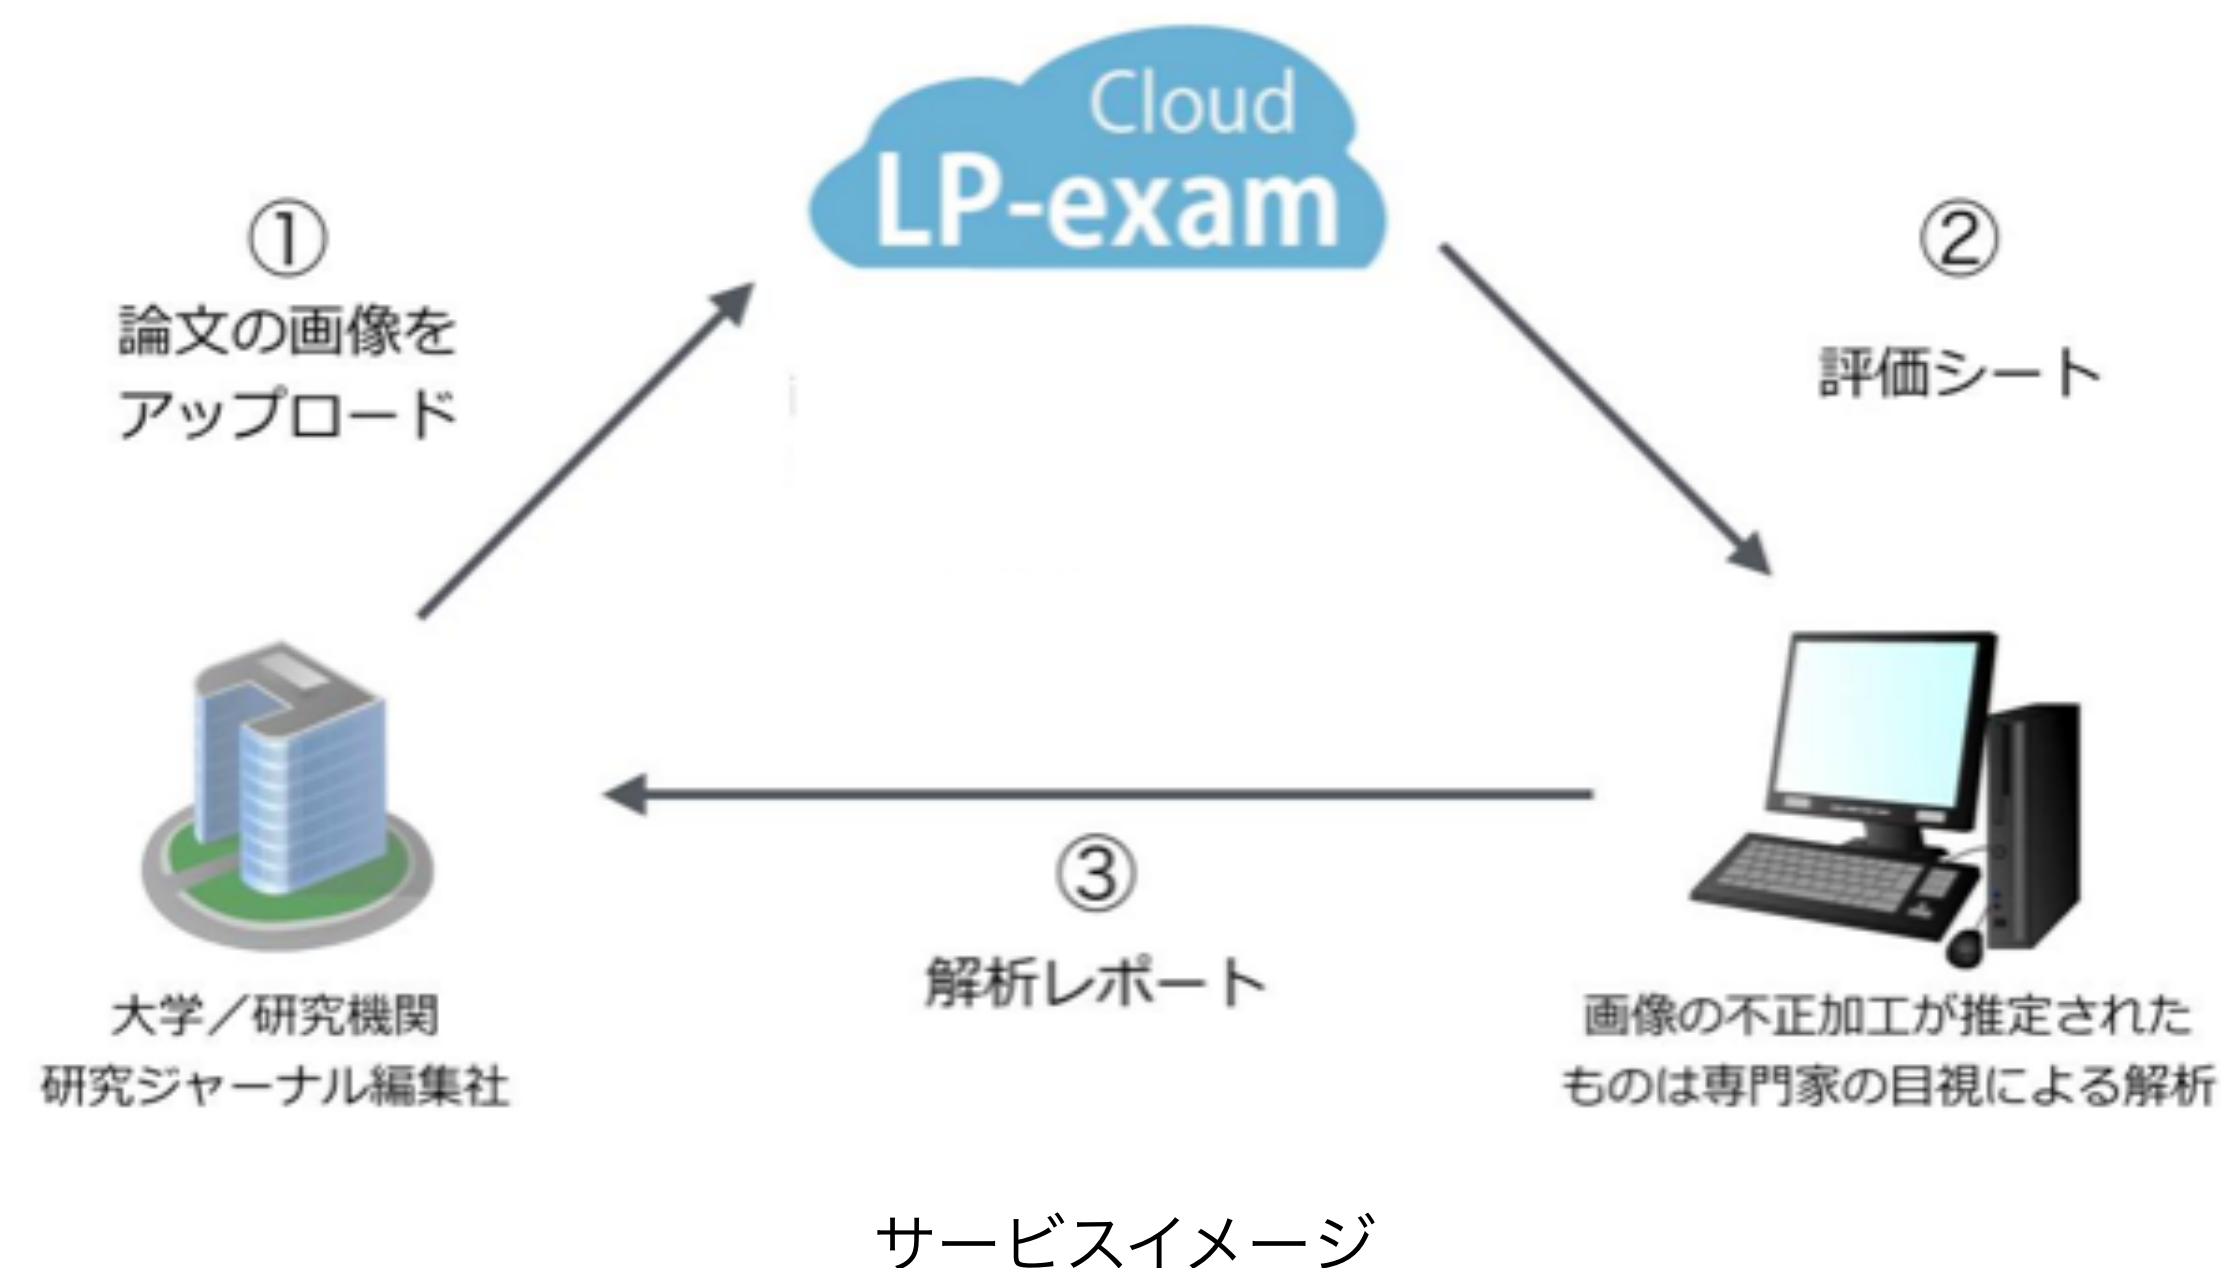 Cloud
LP-exam
①
論文の画像を
アップロード
②
評価シート
③
解析レポート
大学／研究機関
研究ジャーナル編集社
画像の不正加工が推定された
ものは専門家の目視による解析
サービスイメージ